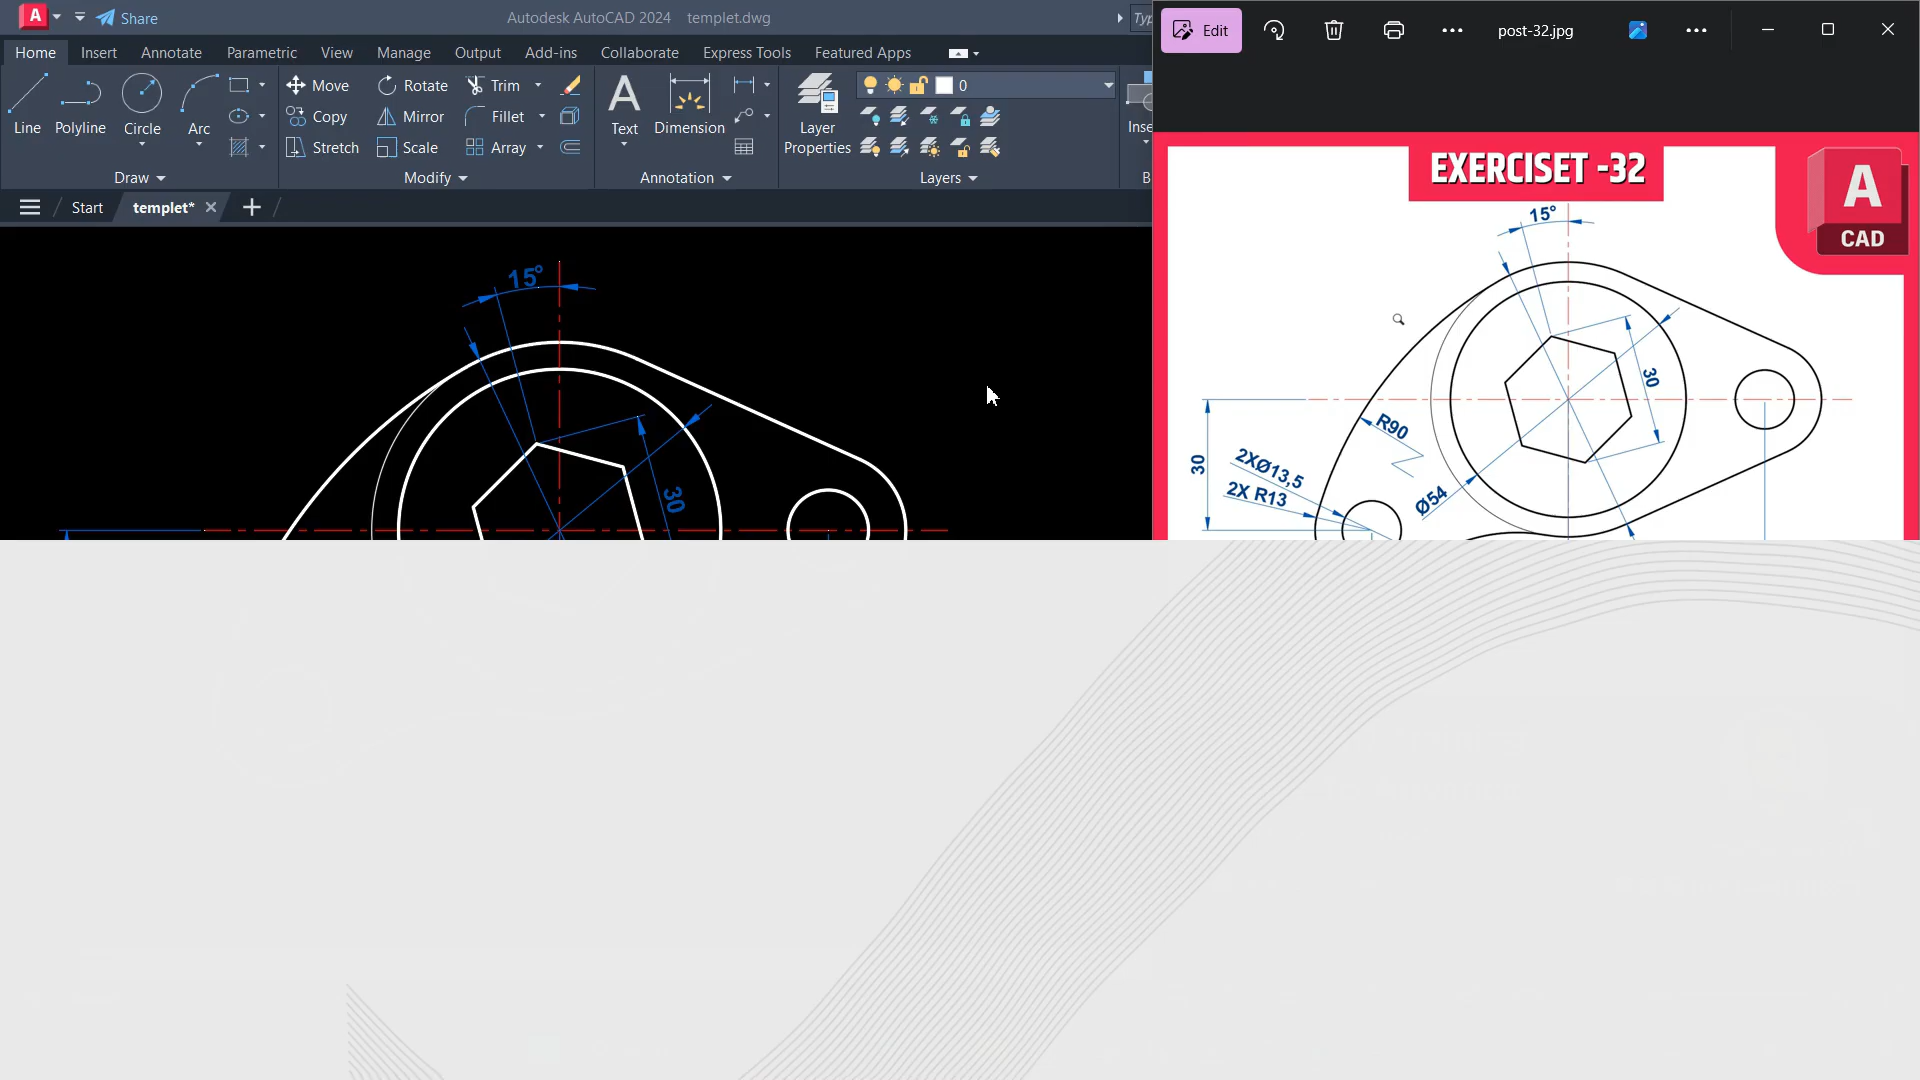 Share
Autodesk AutoCAD 2024 templet.dwg
Home Insert Annotate Parametric View Manage Output Add-ins Collaborate Express Tools Featured Apps
Line Polyline Circle Arc
Move Rotate Trim
Copy Mirror Fillet
Stretch Scale Array
Text Dimension
Layer Properties
0
Draw Modify Annotation Layers
Start templet*
15°
30
Edit
post-32.jpg
EXERCISET -32
A
CAD
15°
30
R90
30
2XØ13,5
2X R13
Ø54